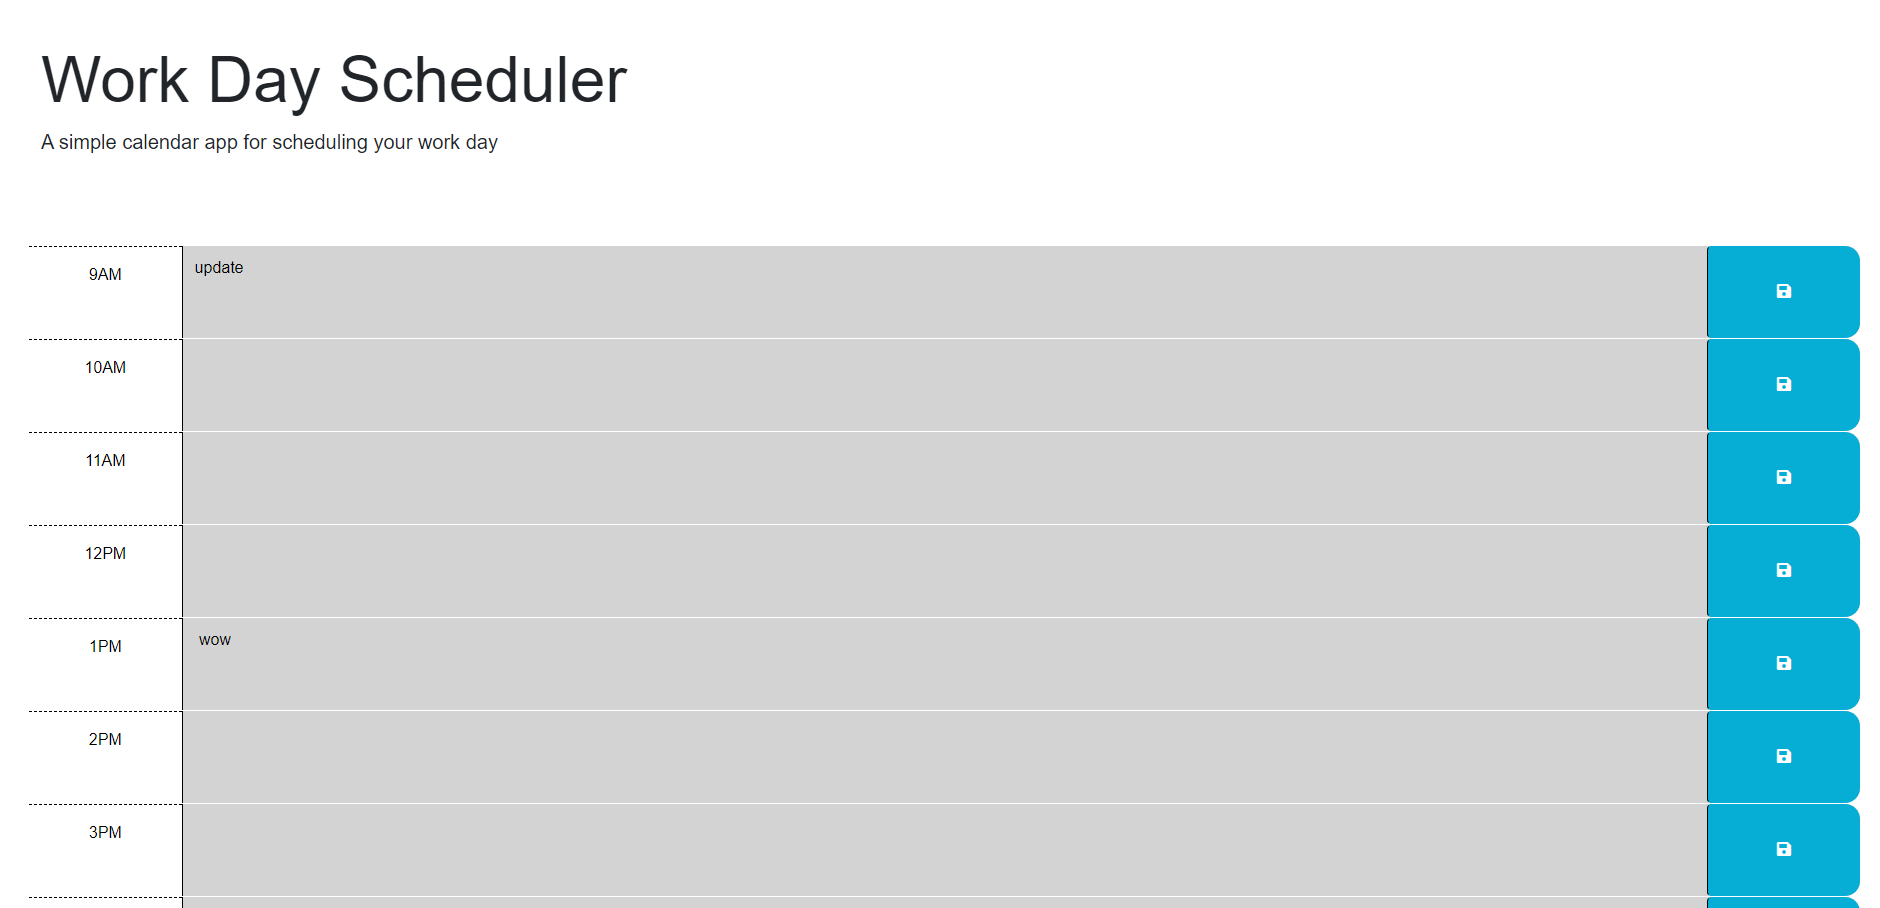 Work Day Scheduler
A simple calendar app for scheduling your work day
9AM
update
10AM
11AM
12PM
1PM
wow
2PM
3PM